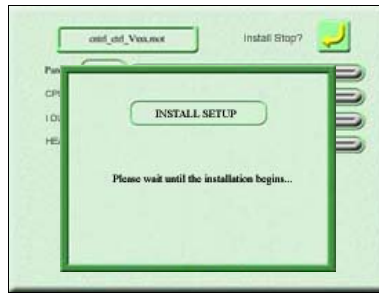 cntrl_ctrl_Vxxx.mot
Install Stop?
INSTALL SETUP
Please wait until the installation begins...